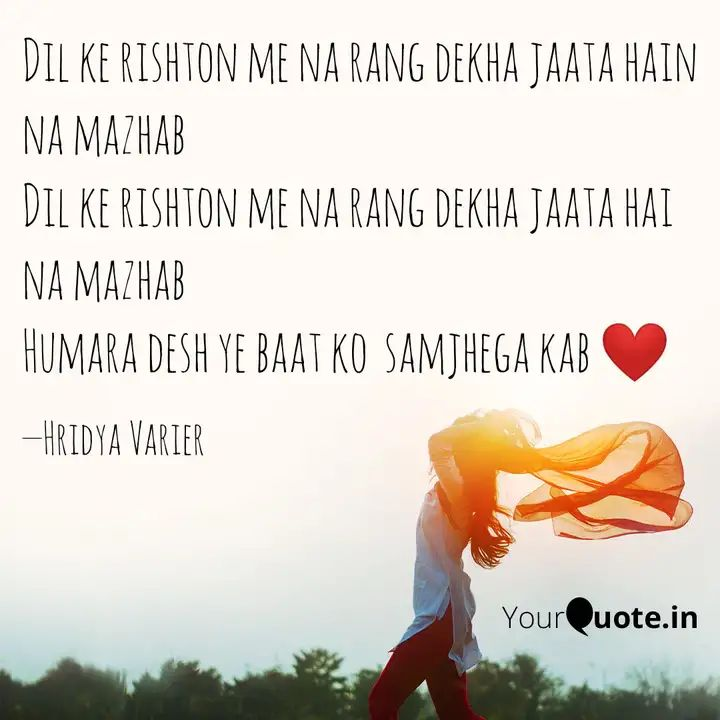 Dil ke rishton me na rang dekha jaata hain
na mazhab
Dil ke rishton me na rang dekha jaata hai
na mazhab
Humara desh ye baat ko samjhega kab ❤️
—Hridya Varier
YourQuote.in